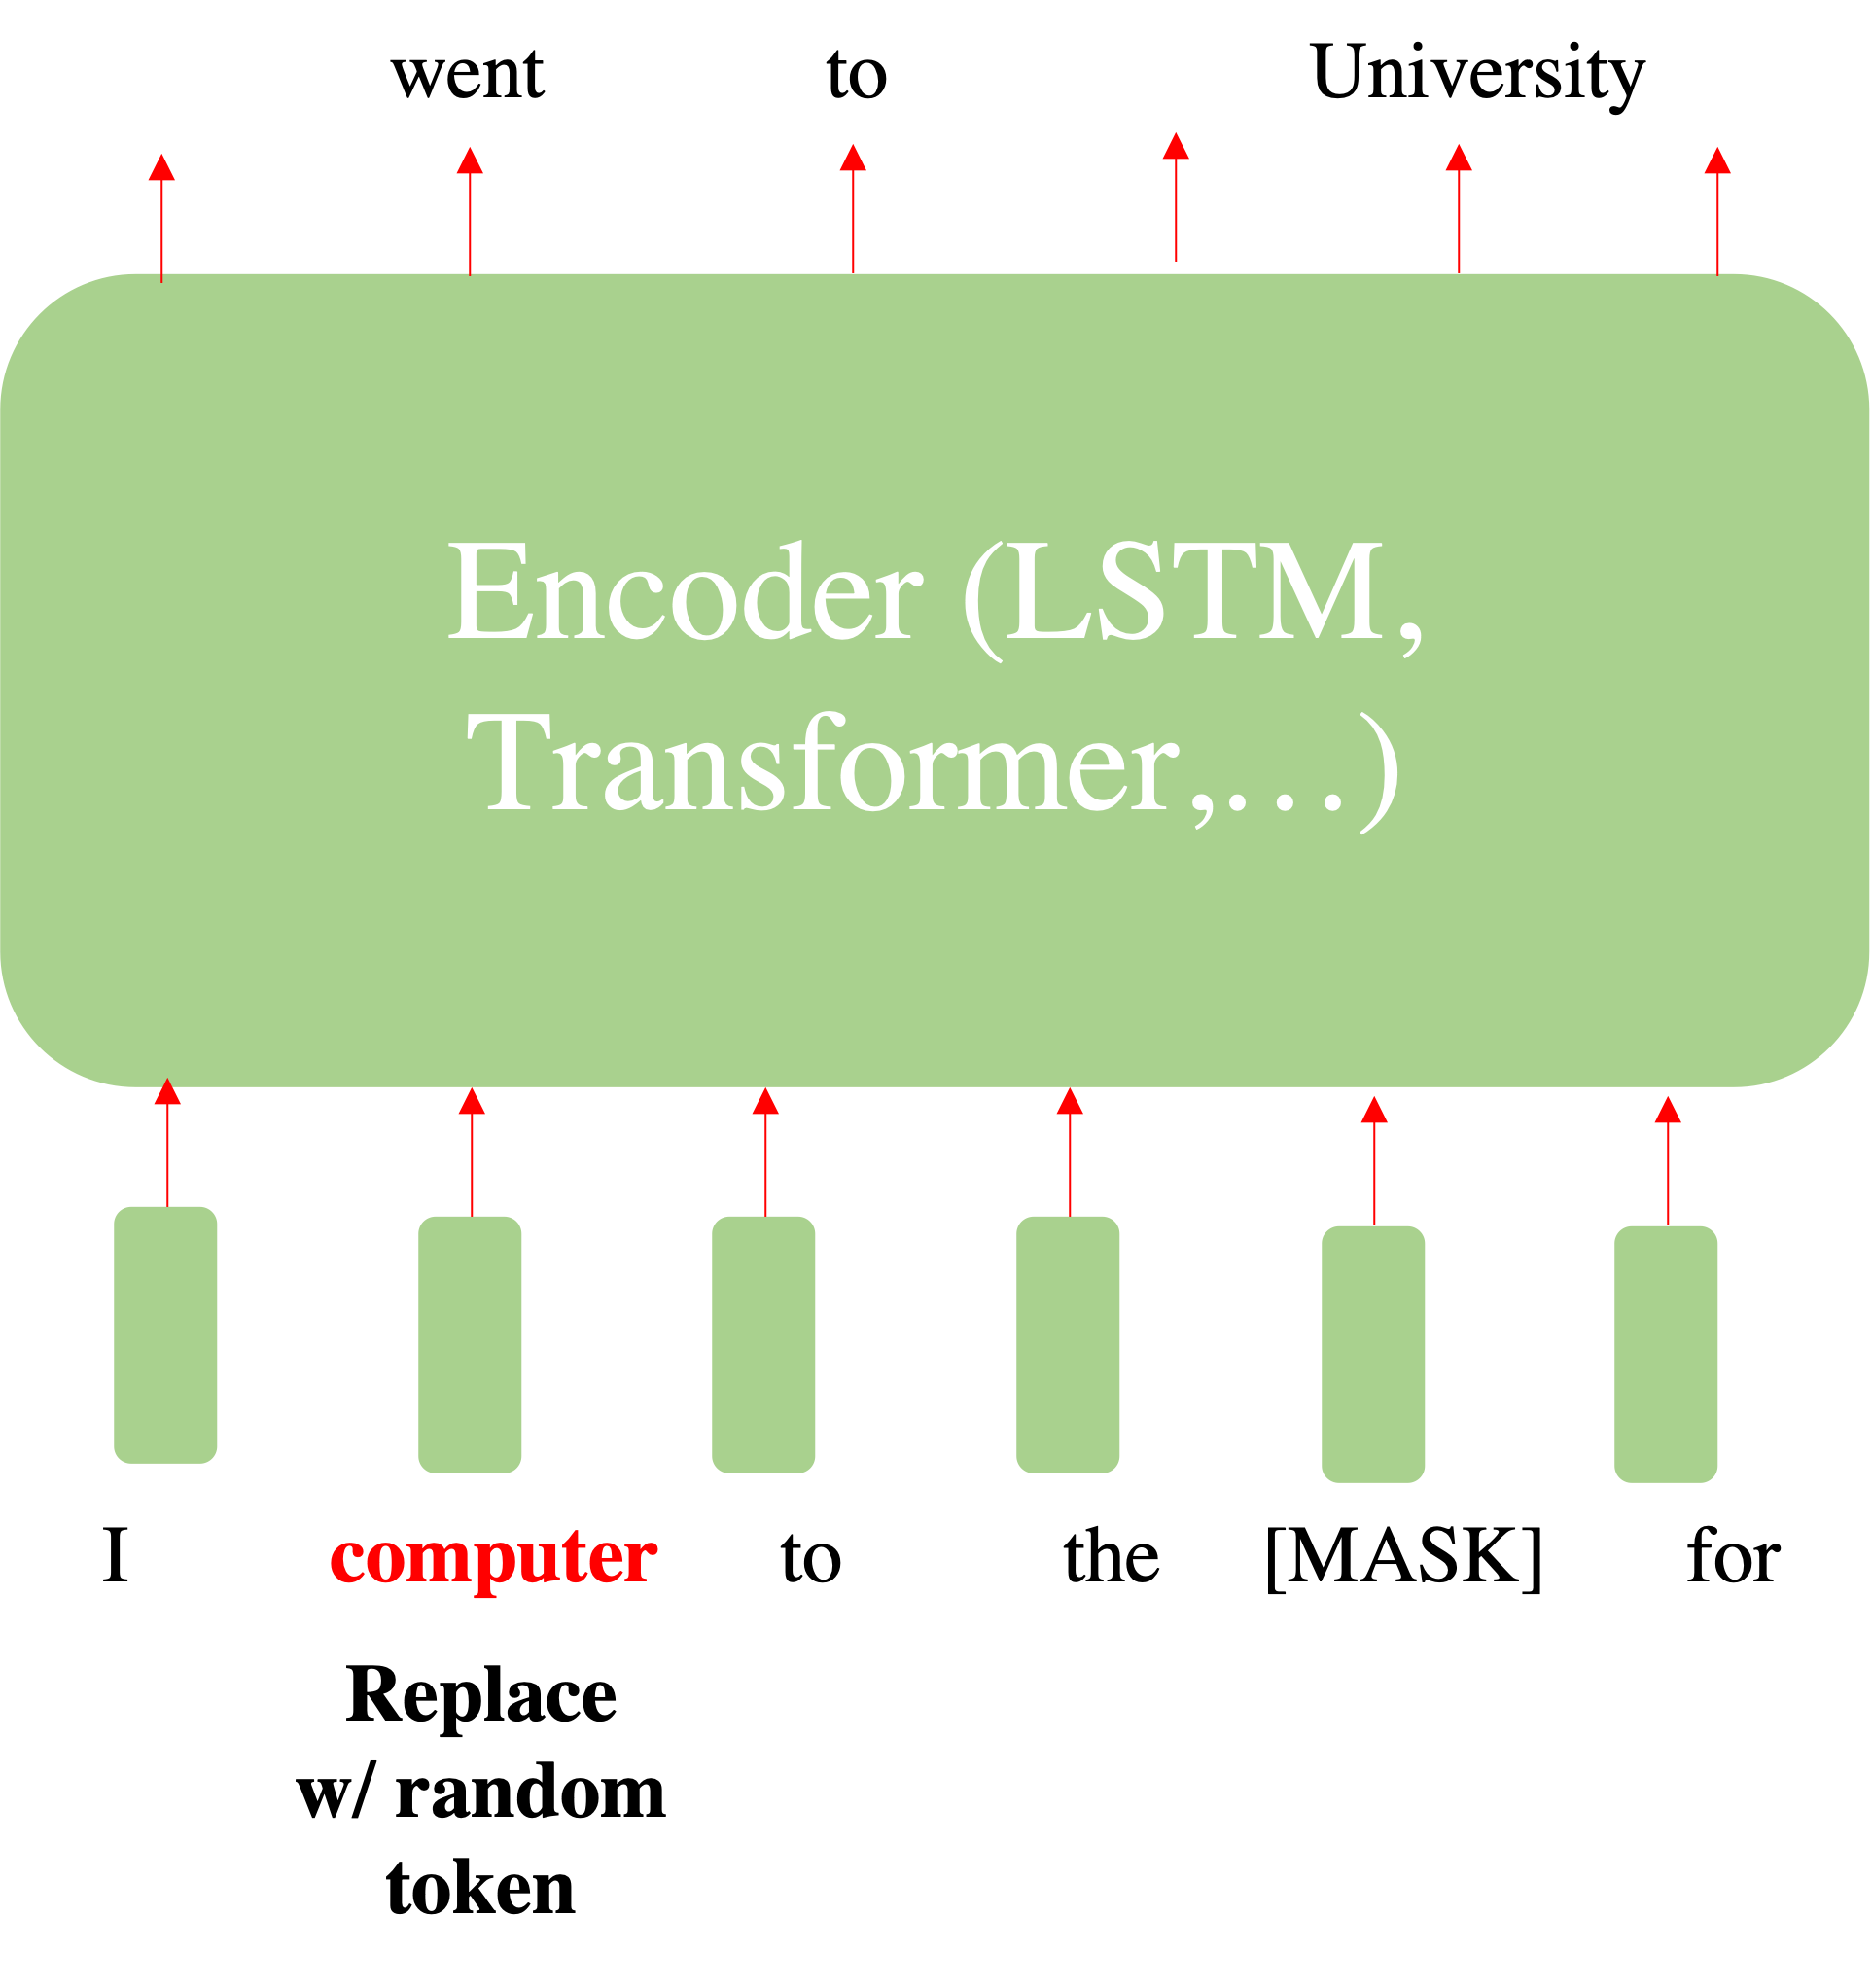 went to University
Encoder (LSTM,
Transformer,…)
I computer to the [MASK] for
Replace
w/ random
token